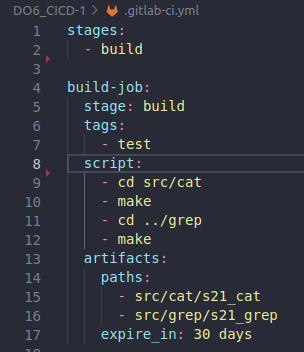 DO6_CICD-1 > .gitlab-ci.yml
1 stages:
2   - build
3
4 build-job:
5   stage: build
6   tags:
7     - test
8   script:
9     - cd src/cat
10     - make
11     - cd ../grep
12     - make
13   artifacts:
14     paths:
15       - src/cat/s21_cat
16       - src/grep/s21_grep
17     expire_in: 30 days